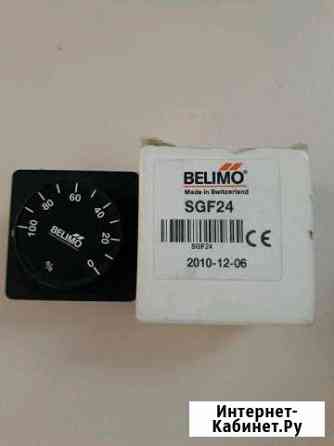 100
80
60
40
20
0
BELIMO
%
BELIMO®
Made in Switzerland
SGF24
SGF24
CE
2010-12-06
Интернет-
Кабинет.Ру